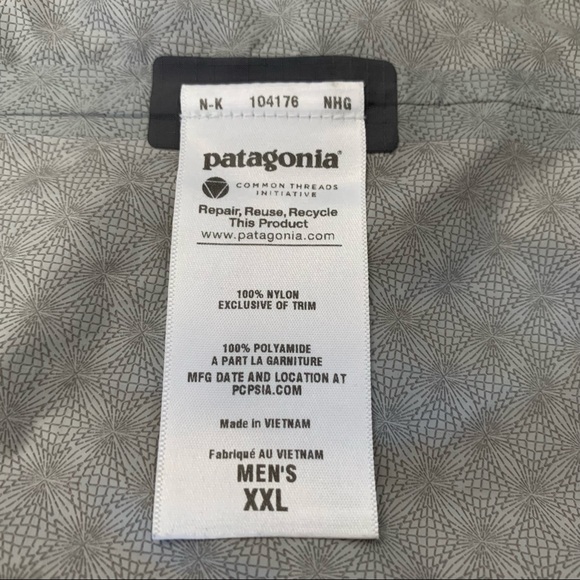 N-K 104176 NHG
patagonia®
COMMON THREADS
INITIATIVE
Repair, Reuse, Recycle
This Product
www.patagonia.com
100% NYLON
EXCLUSIVE OF TRIM
100% POLYAMIDE
A PART LA GARNITURE
MFG DATE AND LOCATION AT
PCPSIA.COM
Made in VIETNAM
Fabriqué AU VIETNAM
MEN'S
XXL